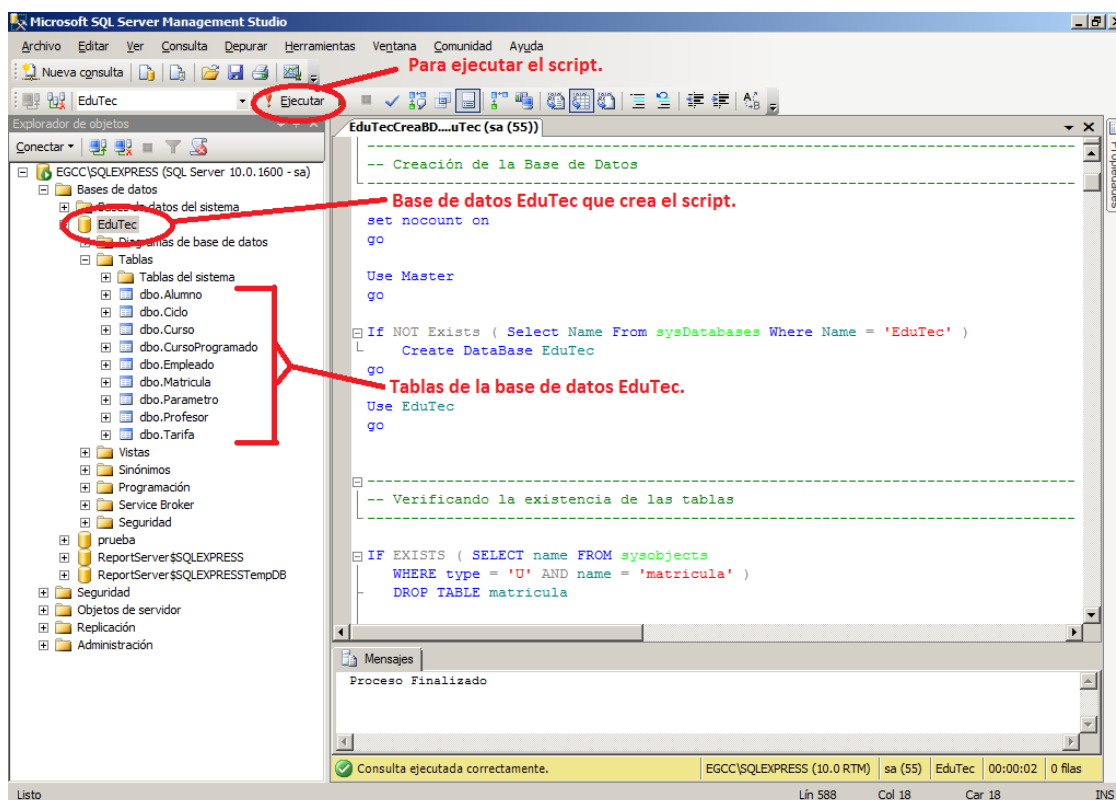 Microsoft SQL Server Management Studio
Archivo Editar Ver Consulta Depurar Herramientas Ventana Comunidad Ayuda
Nueva consulta
Para ejecutar el script.
EduTec
Ejecutar
Explorador de objetos
EduTecCreaBD....uTec (sa (55))
Propiedades
Conectar
EGCC\SQLEXPRESS (SQL Server 10.0.1600 - sa)
Bases de datos
Bases de datos del sistema
EduTec
Diagramas de base de datos
Tablas
Tablas del sistema
dbo.Alumno
dbo.Ciclo
dbo.Curso
dbo.CursoProgramado
dbo.Empleado
dbo.Matricula
dbo.Parametro
dbo.Profesor
dbo.Tarifa
Vistas
Sinónimos
Programación
Service Broker
Seguridad
prueba
ReportServer$SQLEXPRESS
ReportServer$SQLEXPRESSTempDB
Seguridad
Objetos de servidor
Replicación
Administración
-- Creación de la Base de Datos
Base de datos EduTec que crea el script.
set nocount on
go
Use Master
go
If NOT Exists ( Select Name From sysDatabases Where Name = 'EduTec' )
Create DataBase EduTec
go
Tablas de la base de datos EduTec.
Use EduTec
go
-- Verificando la existencia de las tablas
IF EXISTS ( SELECT name FROM sysobjects
WHERE type = 'U' AND name = 'matricula' )
DROP TABLE matricula
Mensajes
Proceso Finalizado
Consulta ejecutada correctamente.
EGCC\SQLEXPRESS (10.0 RTM) sa (55) EduTec 00:00:02 0 filas
Listo Lín 588 Col 18 Car 18 INS